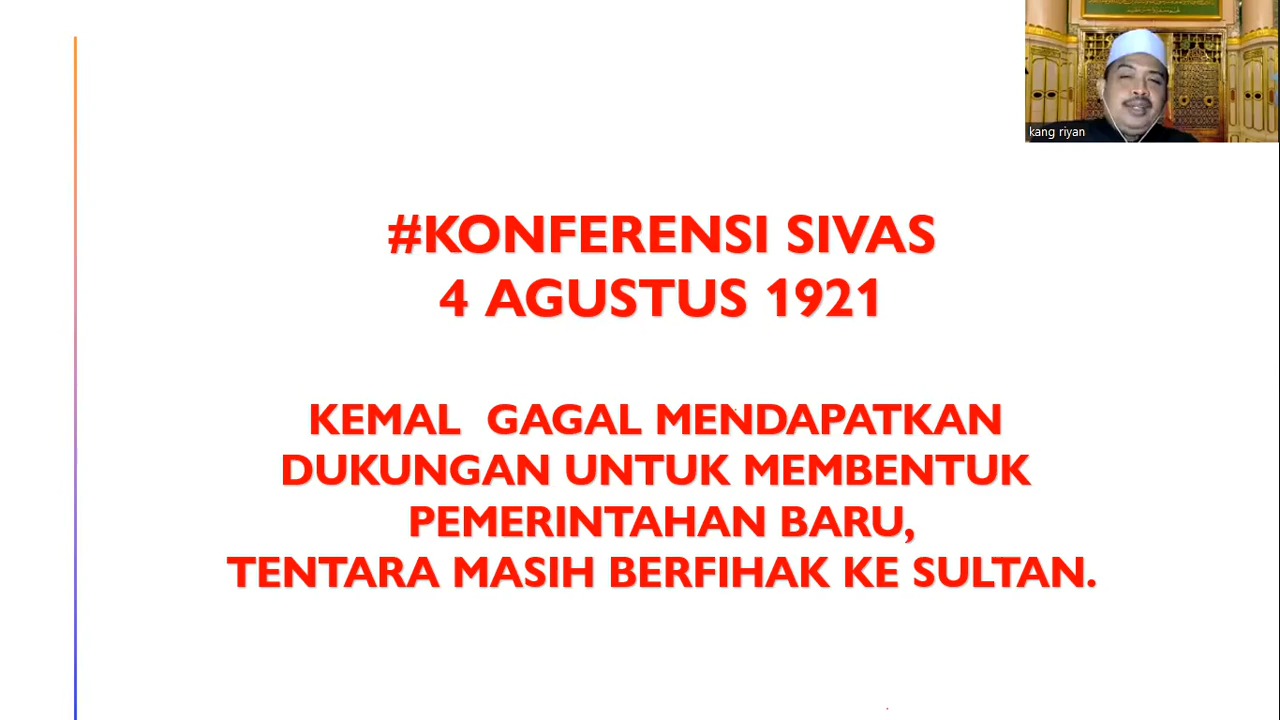 kang riyan
#KONFERENSI SIVAS
4 AGUSTUS 1921
KEMAL GAGAL MENDAPATKAN
DUKUNGAN UNTUK MEMBENTUK
PEMERINTAHAN BARU,
TENTARA MASIH BERFIHAK KE SULTAN.